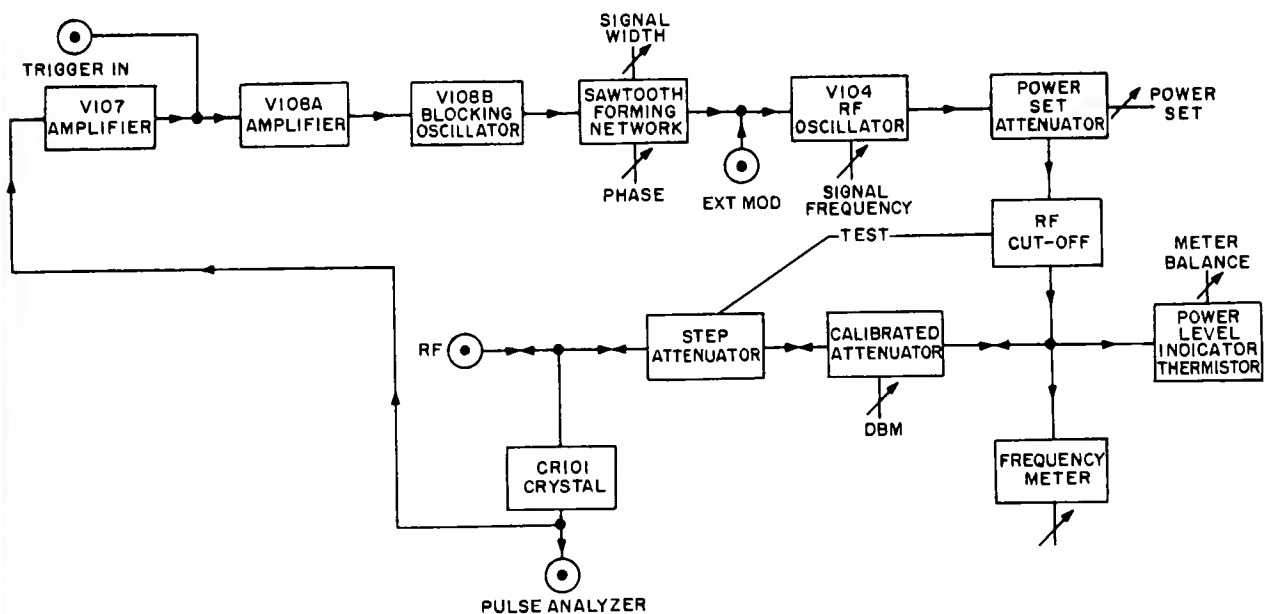 TRIGGER IN
V107
AMPLIFIER
V108A
AMPLIFIER
V108B
BLOCKING
OSCILLATOR
SIGNAL
WIDTH
SAWTOOTH
FORMING
NETWORK
PHASE
EXT MOD
V104
RF
OSCILLATOR
SIGNAL
FREQUENCY
POWER
SET
ATTENUATOR
POWER
SET
TEST
RF
CUT-OFF
METER
BALANCE
POWER
LEVEL
INDICATOR
THERMISTOR
RF
STEP
ATTENUATOR
CALIBRATED
ATTENUATOR
DBM
FREQUENCY
METER
CR101
CRYSTAL
PULSE ANALYZER